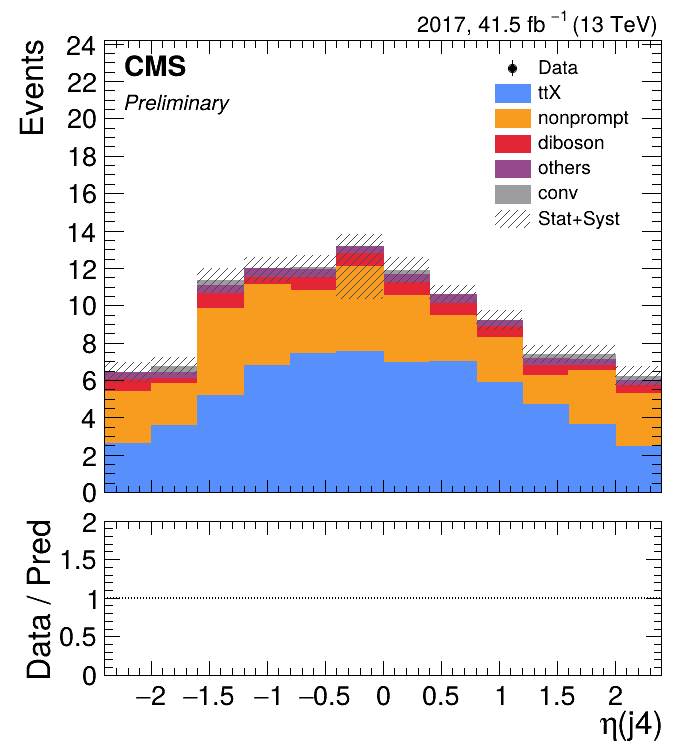 2017, 41.5 fb⁻¹ (13 TeV)
CMS
Preliminary
Events
24
22
20
18
16
14
12
10
8
6
4
2
0
Data
ttX
nonprompt
diboson
others
conv
Stat+Syst
Data / Pred
2
1.5
1
0.5
0
−2 −1.5 −1 −0.5 0 0.5 1 1.5 2
η(j4)